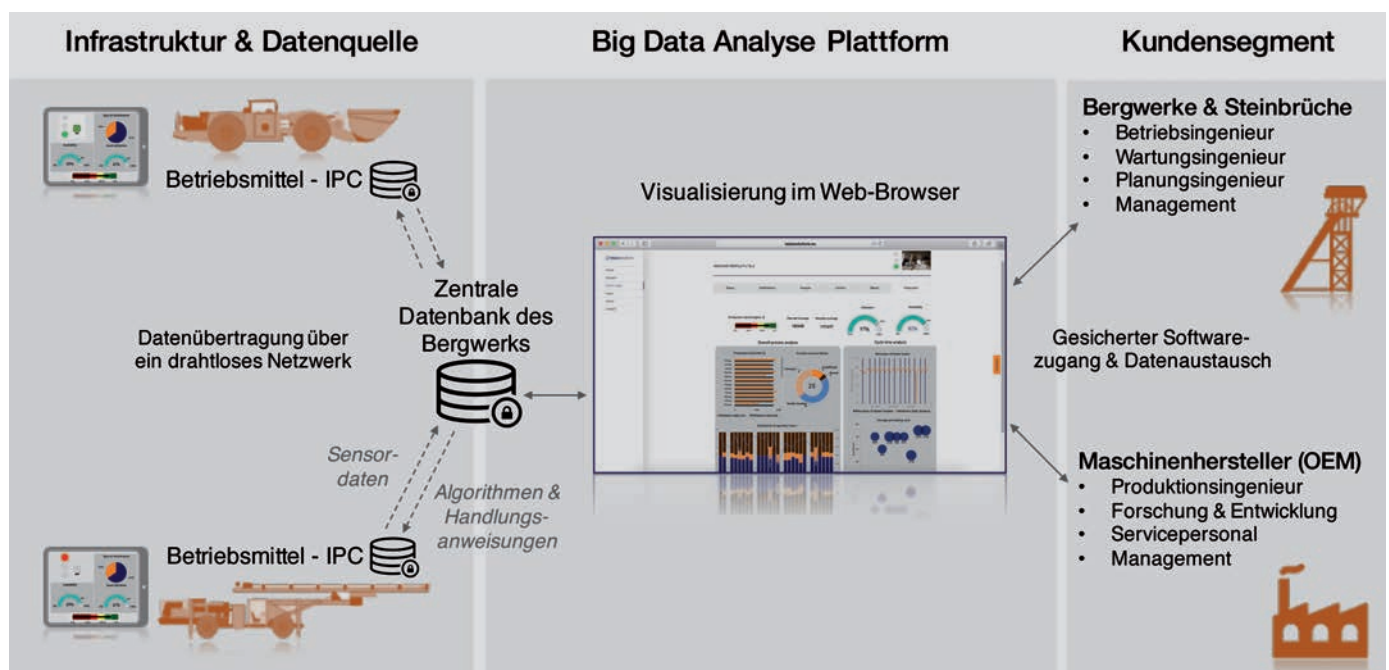 Infrastruktur & Datenquelle
Betriebsmittel - IPC
Zentrale
Datenbank des
Bergwerks
Datenübertragung über
ein drahtloses Netzwerk
Sensor-
daten
Algorithmen &
Handlungs-
anweisungen
Betriebsmittel - IPC
Big Data Analyse Plattform
Visualisierung im Web-Browser
Kundensegment
Bergwerke & Steinbrüche
• Betriebsingenieur
• Wartungsingenieur
• Planungsingenieur
• Management
Gesicherter Software-
zugang & Datenaustausch
Maschinenhersteller (OEM)
• Produktionsingenieur
• Forschung & Entwicklung
• Servicepersonal
• Management